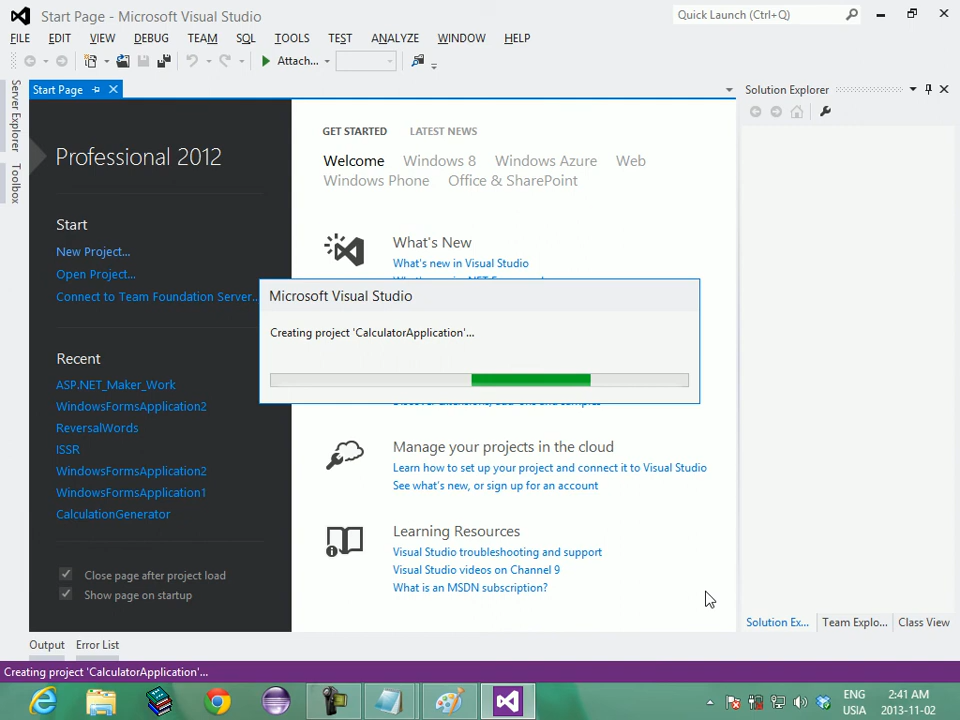 Start Page - Microsoft Visual Studio
Quick Launch (Ctrl+Q)
FILE EDIT VIEW DEBUG TEAM SQL TOOLS TEST ANALYZE WINDOW HELP
Attach...
Server Explorer
Toolbox
Start Page
Solution Explorer
Professional 2012
Start
New Project...
Open Project...
Connect to Team Foundation Server...
Recent
ASP.NET_Maker_Work
WindowsFormsApplication2
ReversalWords
ISSR
WindowsFormsApplication2
WindowsFormsApplication1
CalculationGenerator
Close page after project load
Show page on startup
GET STARTED LATEST NEWS
Welcome Windows 8 Windows Azure Web
Windows Phone Office & SharePoint
What's New
What's new in Visual Studio
Microsoft Visual Studio
Creating project 'CalculatorApplication'...
Manage your projects in the cloud
Learn how to set up your project and connect it to Visual Studio
See what's new, or sign up for an account
Learning Resources
Visual Studio troubleshooting and support
Visual Studio videos on Channel 9
What is an MSDN subscription?
Solution Ex... Team Explo... Class View
Output Error List
Creating project 'CalculatorApplication'...
ENG
USIA
2:41 AM
2013-11-02